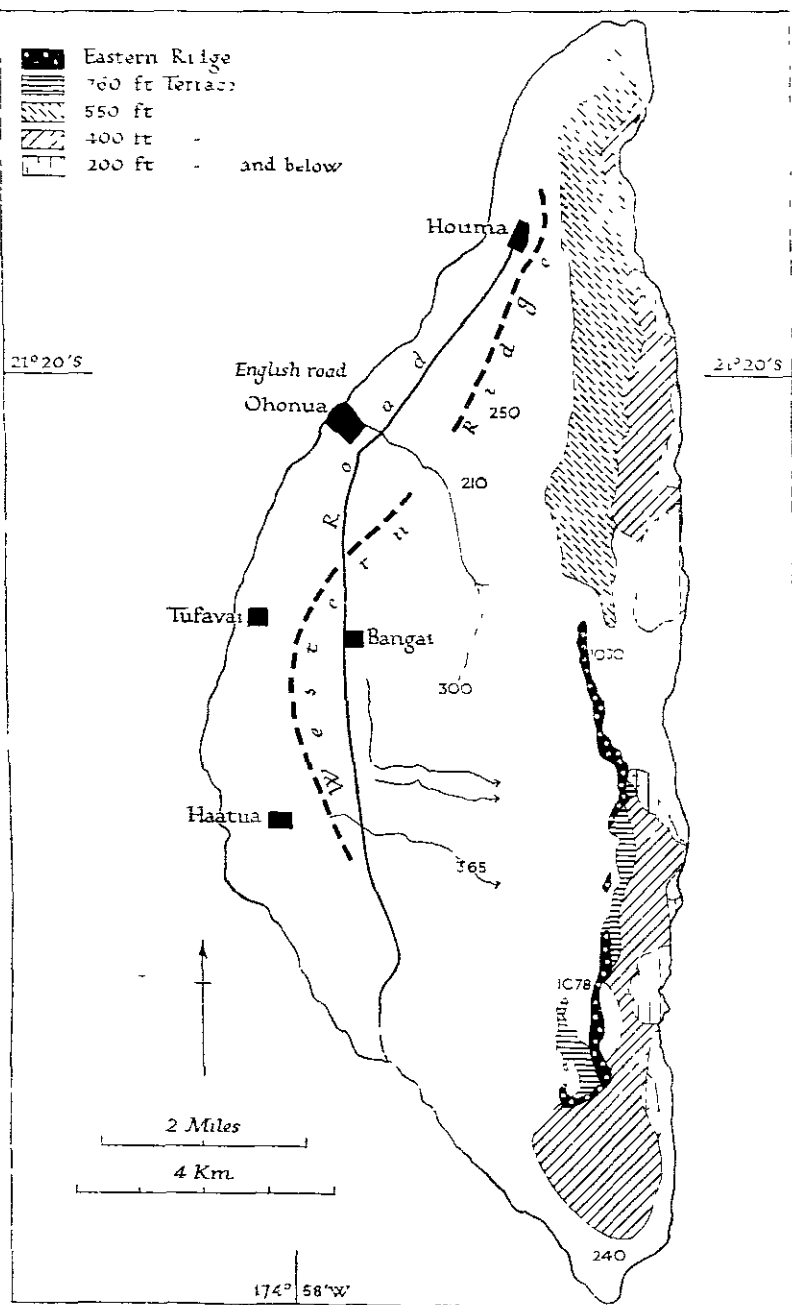 Eastern Ridge
760 ft Terrace
550 ft
400 ft -
200 ft - and below
Houma
21°20'S
21°20'S
English road
Ohonua
250
210
Road
Western Ridge
Tufavai
Bangai
1000
300
Haatua
365
1078
2 Miles
4 Km.
240
174° 58'W